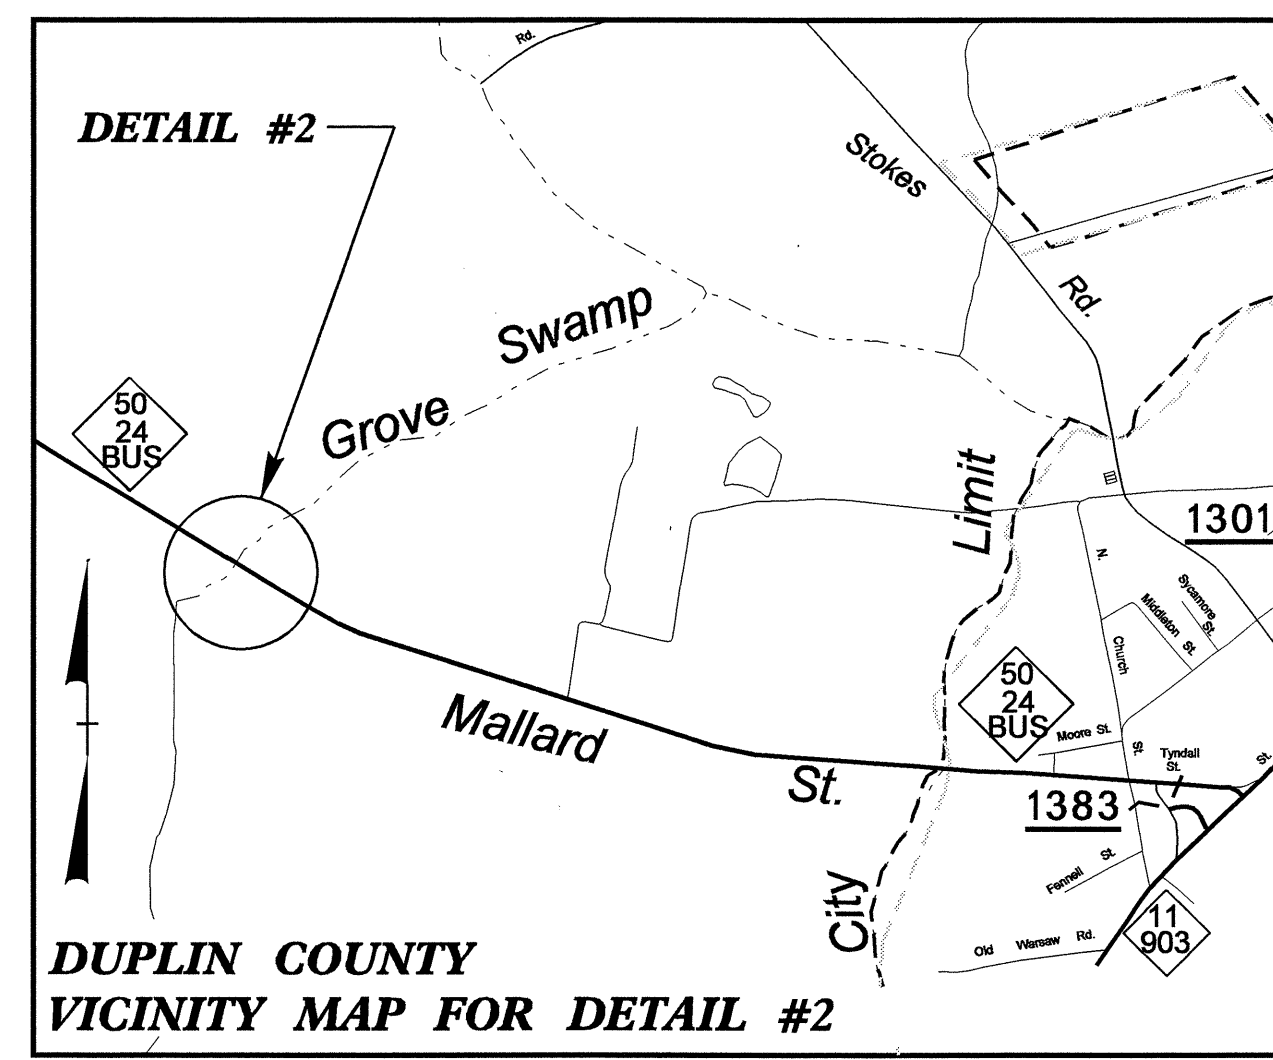 Rd.
DETAIL #2
Stokes
Rd.
Grove Swamp
50
24
BUS
Limit
1301
N.
Sycamore
St.
Middleton St.
Church
50
24
BUS
Moore St.
St.
Tyndall
St.
St.
Mallard
St.
1383
Fennell St.
City
11
903
Old Warsaw Rd.
DUPLIN COUNTY
VICINITY MAP FOR DETAIL #2